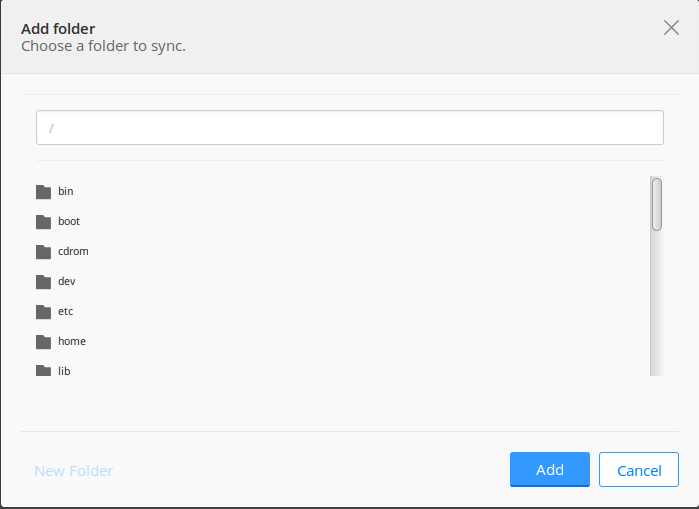 Add folder
Choose a folder to sync.
/
bin
boot
cdrom
dev
etc
home
lib
New Folder
Add
Cancel